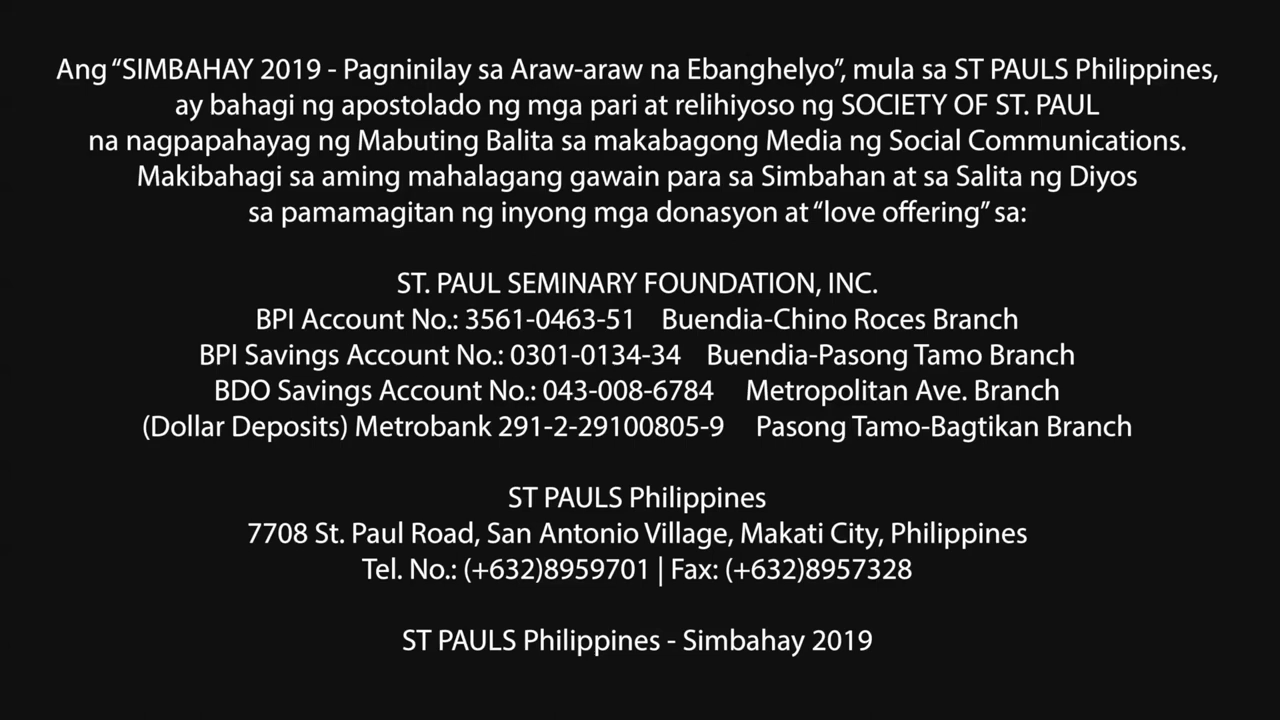 Ang “SIMBAHAY 2019 - Pagninilay sa Araw-araw na Ebanghelyo”, mula sa ST PAULS Philippines,
ay bahagi ng apostolado ng mga pari at relihiyoso ng SOCIETY OF ST. PAUL
na nagpapahayag ng Mabuting Balita sa makabagong Media ng Social Communications.
Makibahagi sa aming mahalagang gawain para sa Simbahan at sa Salita ng Diyos
sa pamamagitan ng inyong mga donasyon at “love offering” sa:
ST. PAUL SEMINARY FOUNDATION, INC.
BPI Account No.: 3561-0463-51 Buendia-Chino Roces Branch
BPI Savings Account No.: 0301-0134-34 Buendia-Pasong Tamo Branch
BDO Savings Account No.: 043-008-6784 Metropolitan Ave. Branch
(Dollar Deposits) Metrobank 291-2-29100805-9 Pasong Tamo-Bagtikan Branch
ST PAULS Philippines
7708 St. Paul Road, San Antonio Village, Makati City, Philippines
Tel. No.: (+632)8959701 | Fax: (+632)8957328
ST PAULS Philippines - Simbahay 2019